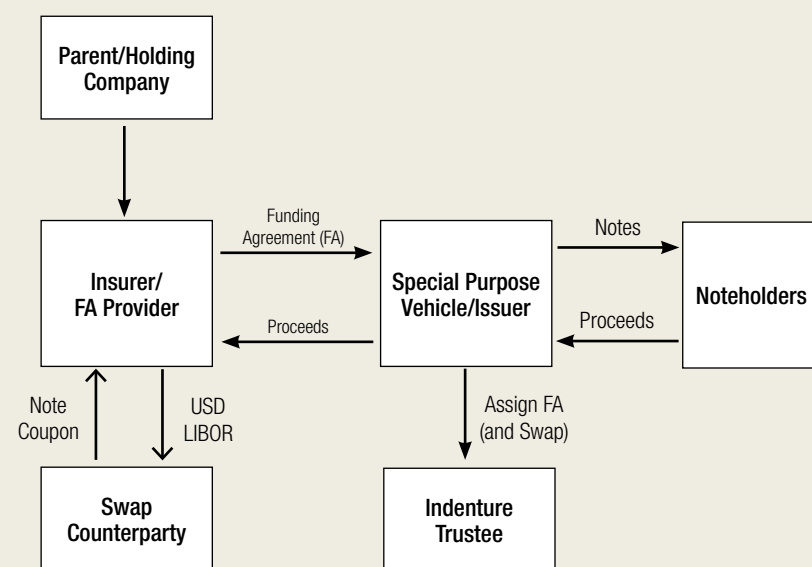 Parent/Holding
Company
Funding
Agreement (FA)
Notes
Insurer/
FA Provider
Special Purpose
Vehicle/Issuer
Noteholders
Proceeds
Proceeds
Note
Coupon
USD
LIBOR
Assign FA
(and Swap)
Swap
Counterparty
Indenture
Trustee